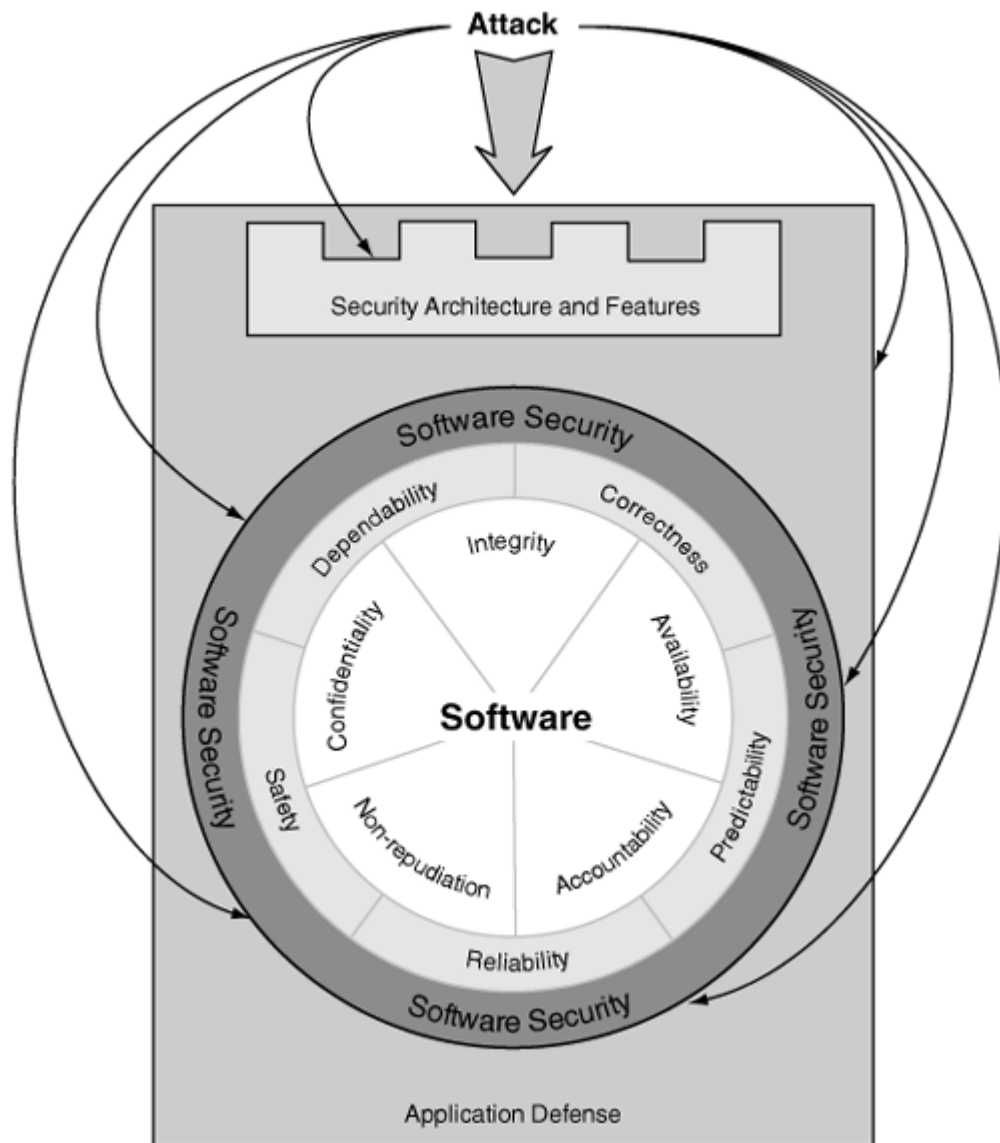 Attack
Security Architecture and Features
Software Security
Dependability
Correctness
Integrity
Confidentiality
Availability
Software Security
Software
Software Security
Safety
Predictability
Non-repudiation
Accountability
Reliability
Software Security
Application Defense